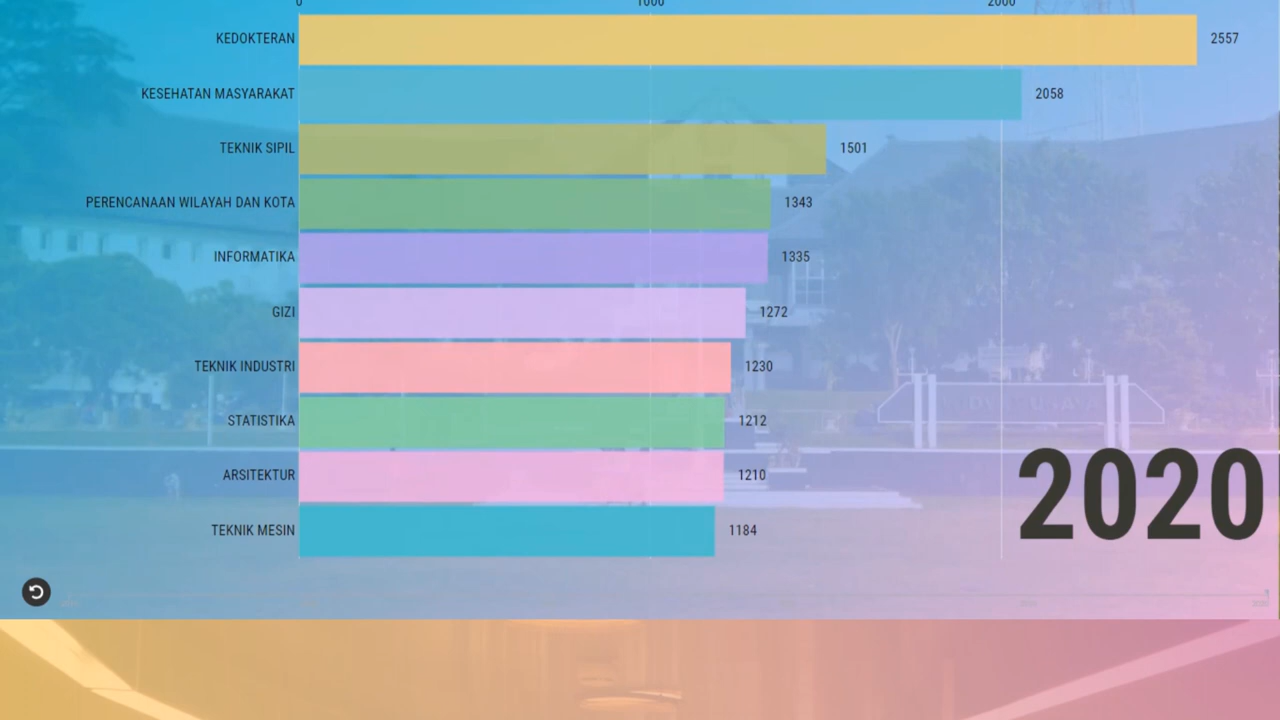 0 1000 2000
KEDOKTERAN 2557
KESEHATAN MASYARAKAT 2058
TEKNIK SIPIL 1501
PERENCANAAN WILAYAH DAN KOTA 1343
INFORMATIKA 1335
GIZI 1272
TEKNIK INDUSTRI 1230
STATISTIKA 1212
ARSITEKTUR 1210
TEKNIK MESIN 1184
2020